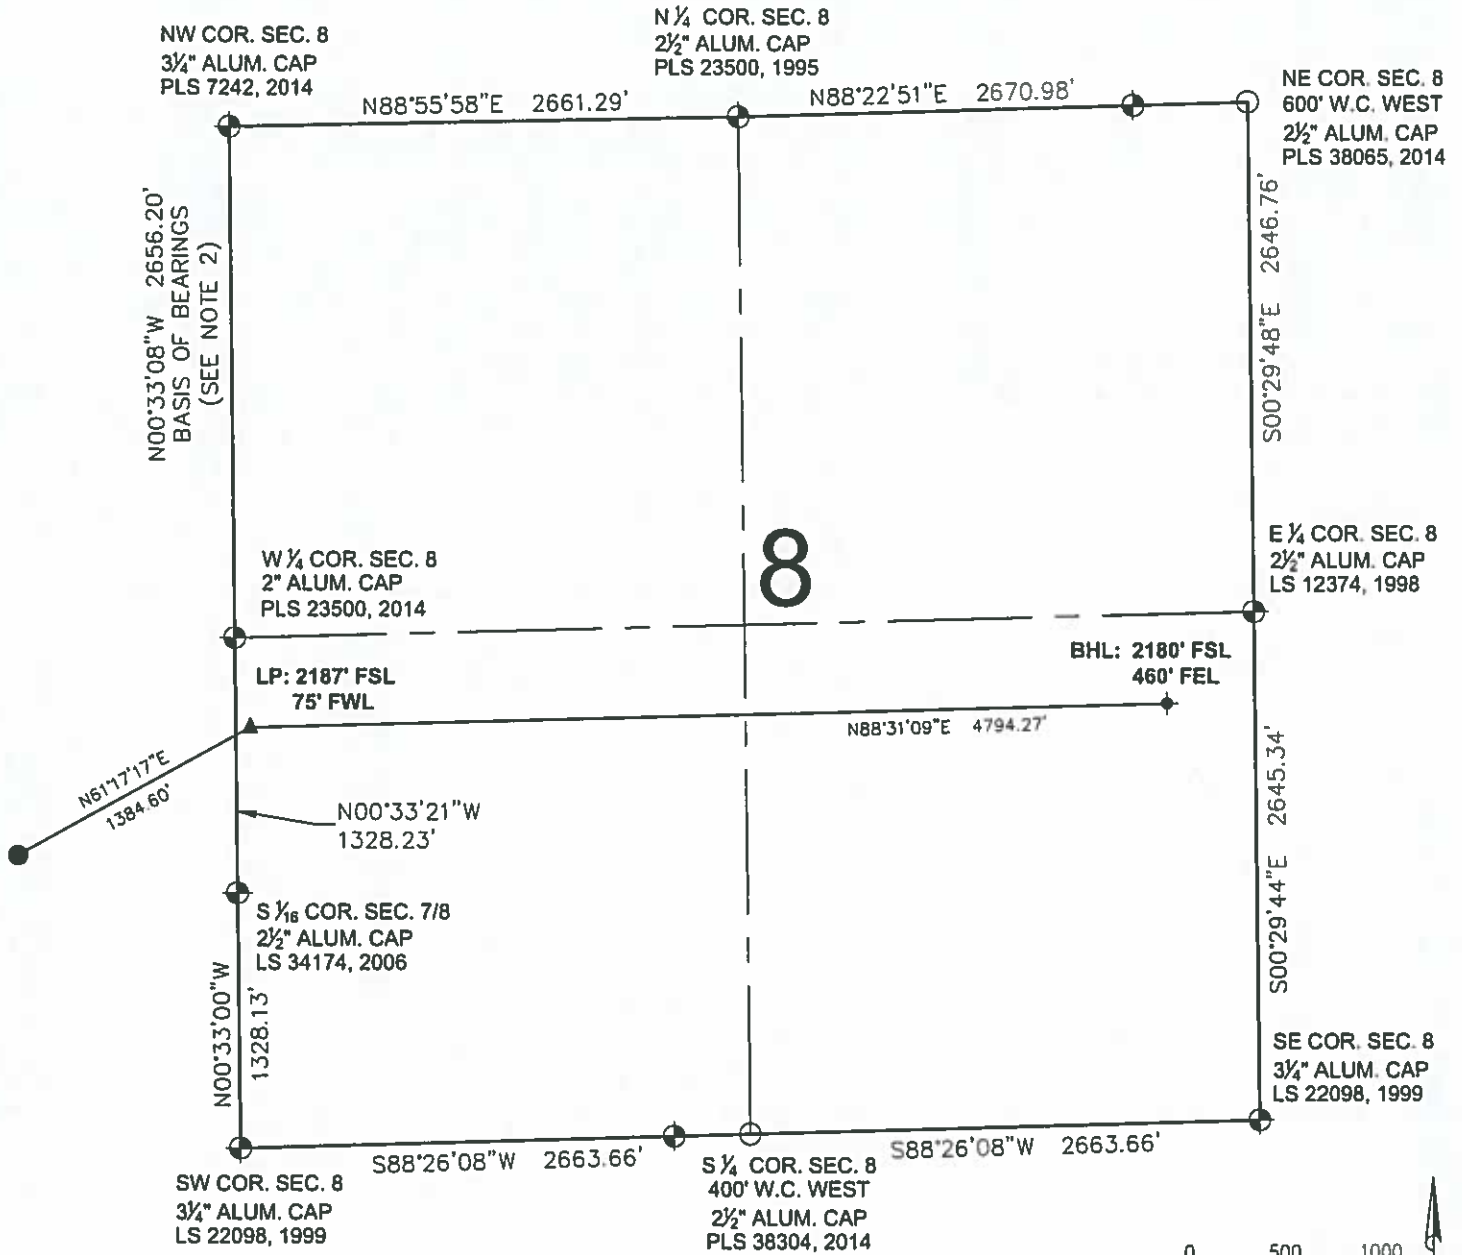 NW COR. SEC. 8
3¼" ALUM. CAP
PLS 7242, 2014
N ¼ COR. SEC. 8
2½" ALUM. CAP
PLS 23500, 1995
NE COR. SEC. 8
600' W.C. WEST
2½" ALUM. CAP
PLS 38065, 2014
N88°55'58"E 2661.29'
N88°22'51"E 2670.98'
N00°33'08"W 2656.20'
BASIS OF BEARINGS
(SEE NOTE 2)
S00°29'48"E 2646.76'
W ¼ COR. SEC. 8
2" ALUM. CAP
PLS 23500, 2014
8
E ¼ COR. SEC. 8
2½" ALUM. CAP
LS 12374, 1998
LP: 2187' FSL
75' FWL
BHL: 2180' FSL
460' FEL
N88°31'09"E 4794.27'
N61°17'17"E
1384.60'
N00°33'21"W
1328.23'
S00°29'44"E 2645.34'
S 1/16 COR. SEC. 7/8
2½" ALUM. CAP
LS 34174, 2006
N00°33'00"W
1328.13'
SE COR. SEC. 8
3¼" ALUM. CAP
LS 22098, 1999
S88°26'08"W 2663.66'
S88°26'08"W 2663.66'
SW COR. SEC. 8
3¼" ALUM. CAP
LS 22098, 1999
S ¼ COR. SEC. 8
400' W.C. WEST
2½" ALUM. CAP
PLS 38304, 2014
0 500 1000